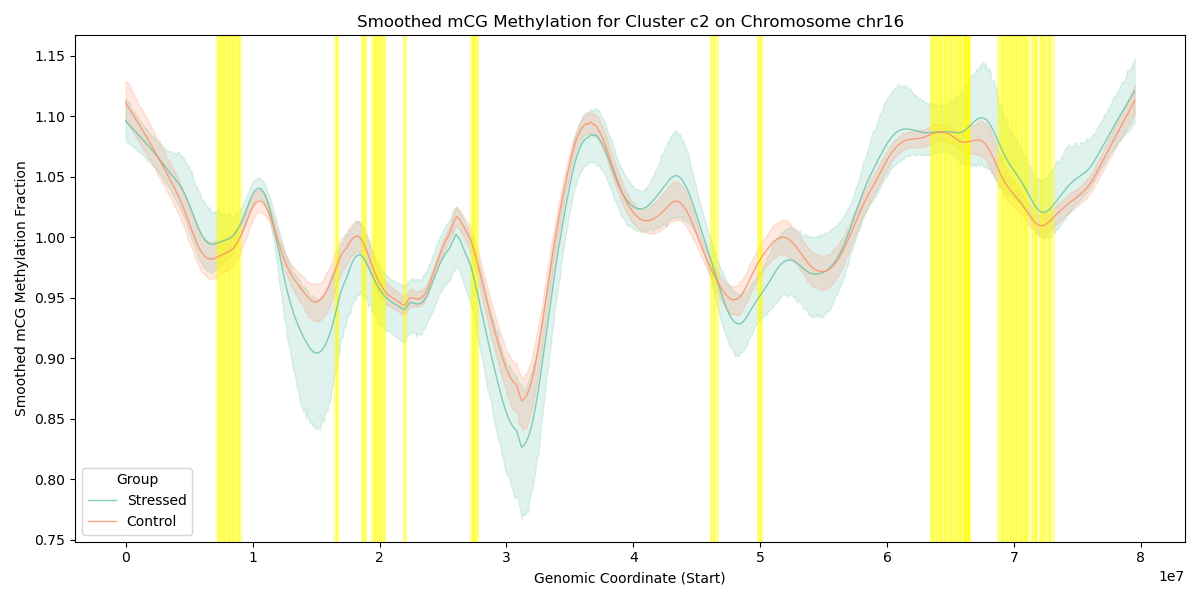 Smoothed mCG Methylation for Cluster c2 on Chromosome chr16
Smoothed mCG Methylation Fraction
1.15
1.10
1.05
1.00
0.95
0.90
0.85
0.80
0.75
Group
Stressed
Control
0 1 2 3 4 5 6 7 8
1e7
Genomic Coordinate (Start)